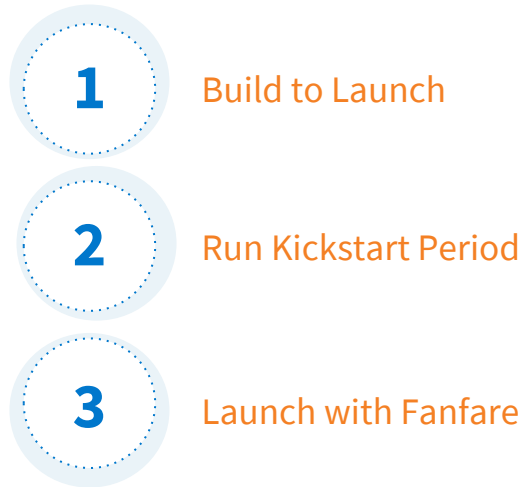 1 Build to Launch
2 Run Kickstart Period
3 Launch with Fanfare